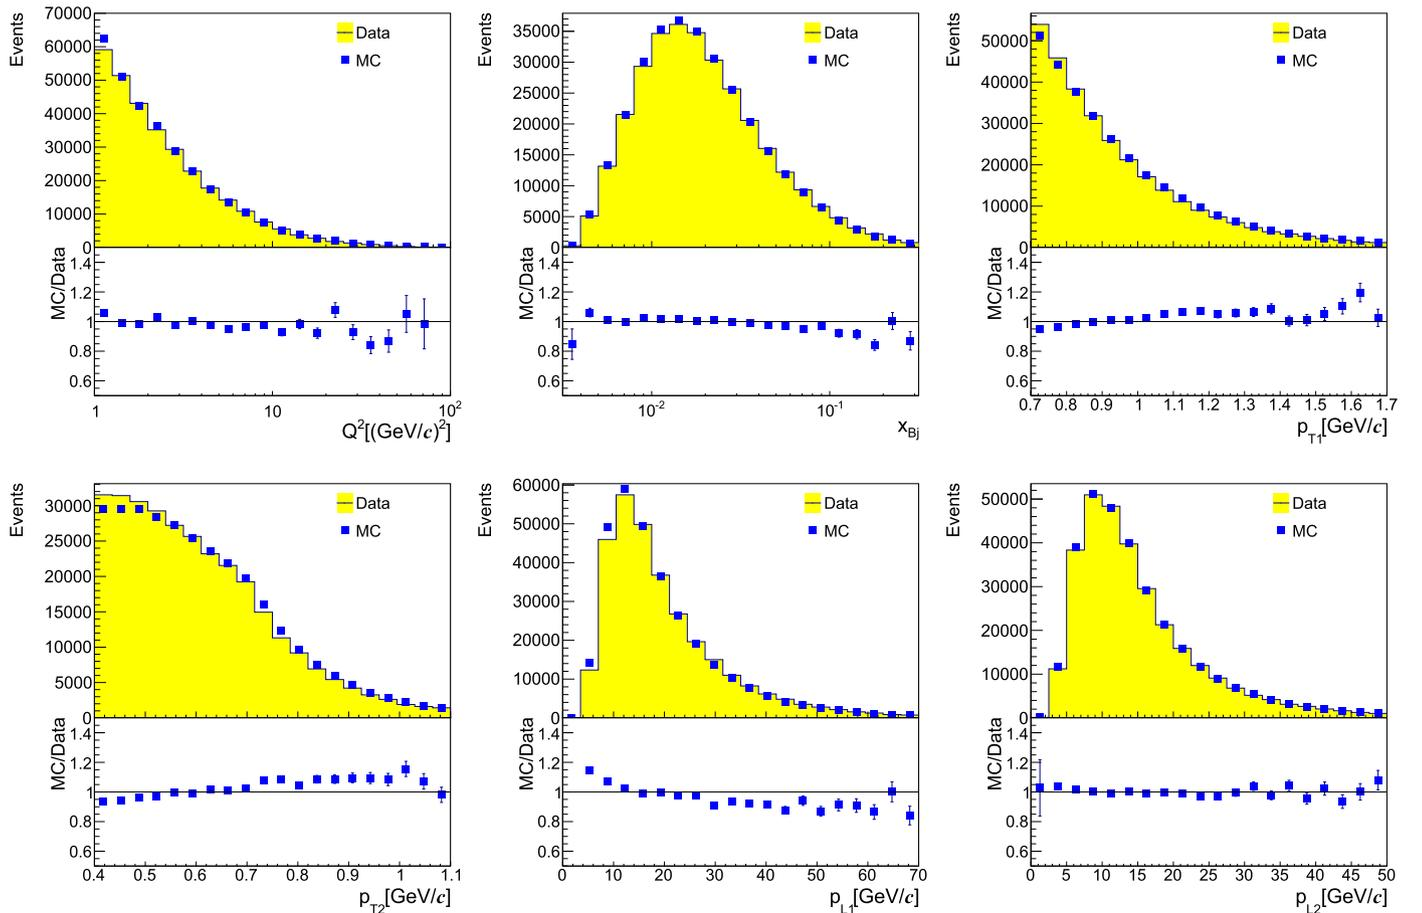 Events
70000
60000
50000
40000
30000
20000
10000
0
Data
MC
MC/Data
1.4
1.2
1
0.8
0.6
1 10 10²
Q²[(GeV/c)²]
Events
35000
30000
25000
20000
15000
10000
5000
0
Data
MC
MC/Data
1.4
1.2
1
0.8
0.6
10⁻² 10⁻¹
x_Bj
Events
50000
40000
30000
20000
10000
0
Data
MC
MC/Data
1.4
1.2
1
0.8
0.6
0.7 0.8 0.9 1 1.1 1.2 1.3 1.4 1.5 1.6 1.7
p_T1[GeV/c]
Events
30000
25000
20000
15000
10000
5000
0
Data
MC
MC/Data
1.4
1.2
1
0.8
0.6
0.4 0.5 0.6 0.7 0.8 0.9 1 1.1
p_T2[GeV/c]
Events
60000
50000
40000
30000
20000
10000
0
Data
MC
MC/Data
1.4
1.2
1
0.8
0.6
0 10 20 30 40 50 60 70
p_L1[GeV/c]
Events
50000
40000
30000
20000
10000
0
Data
MC
MC/Data
1.4
1.2
1
0.8
0.6
0 5 10 15 20 25 30 35 40 45 50
p_L2[GeV/c]